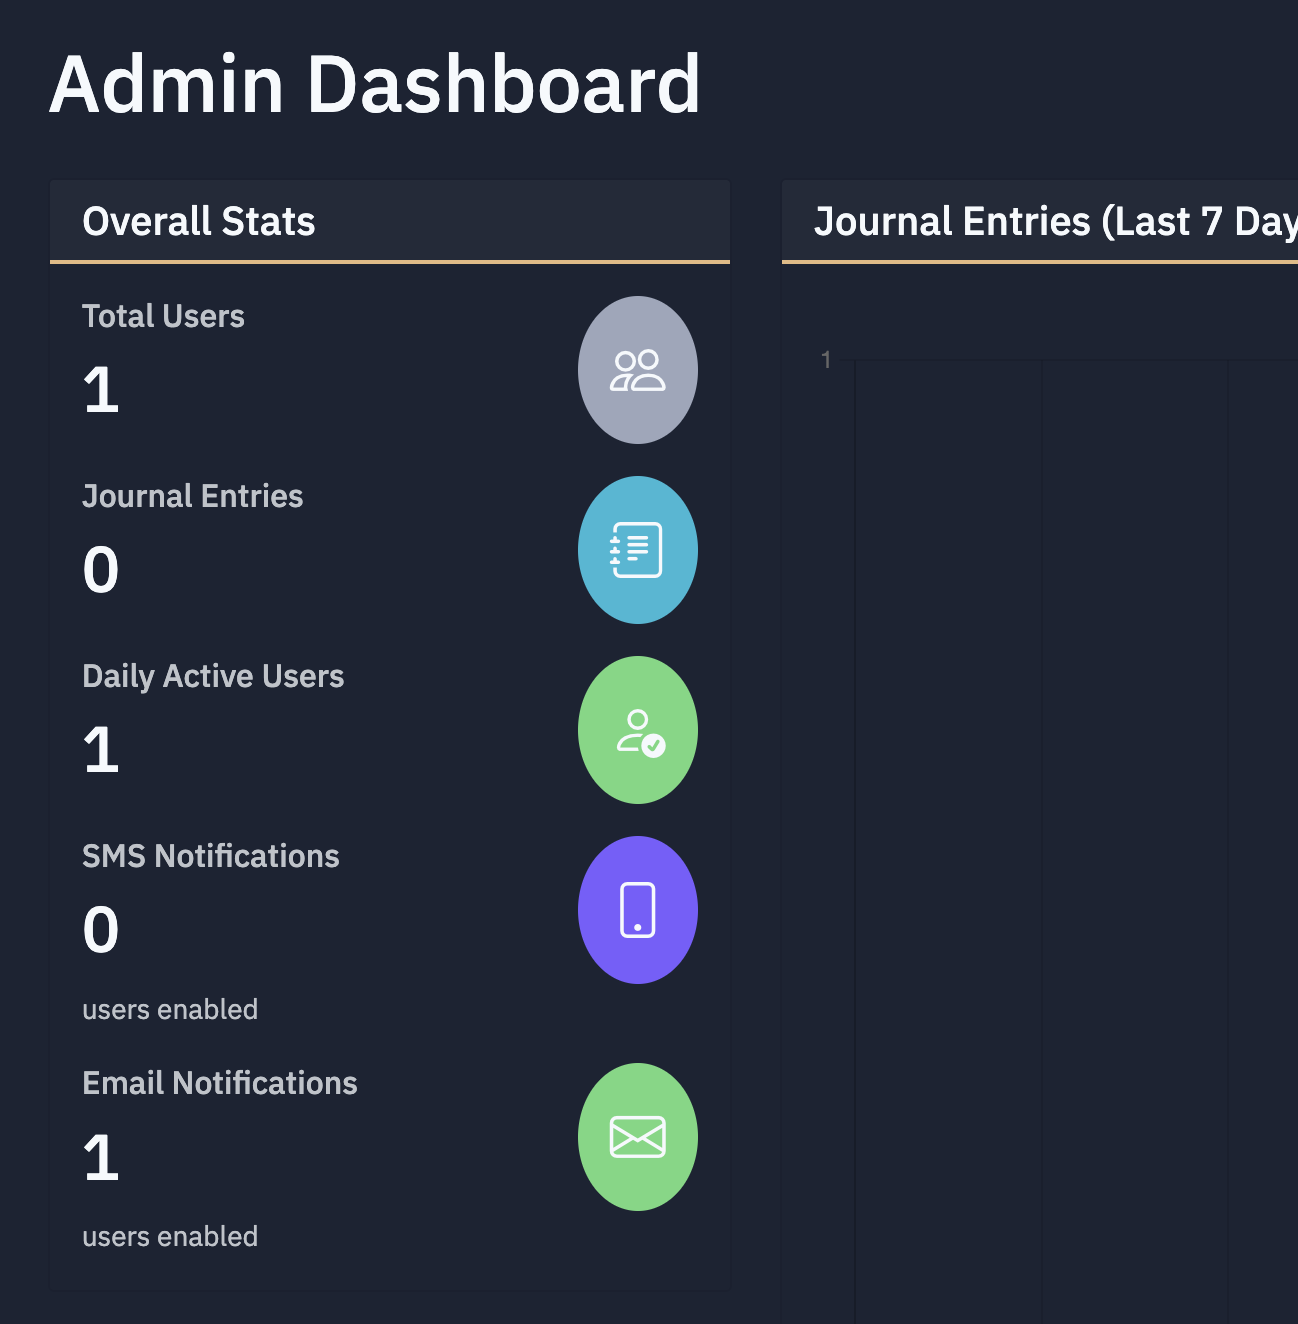 Admin Dashboard
Overall Stats
Total Users
1
Journal Entries
0
Daily Active Users
1
SMS Notifications
0
users enabled
Email Notifications
1
users enabled
Journal Entries (Last 7 Day
1